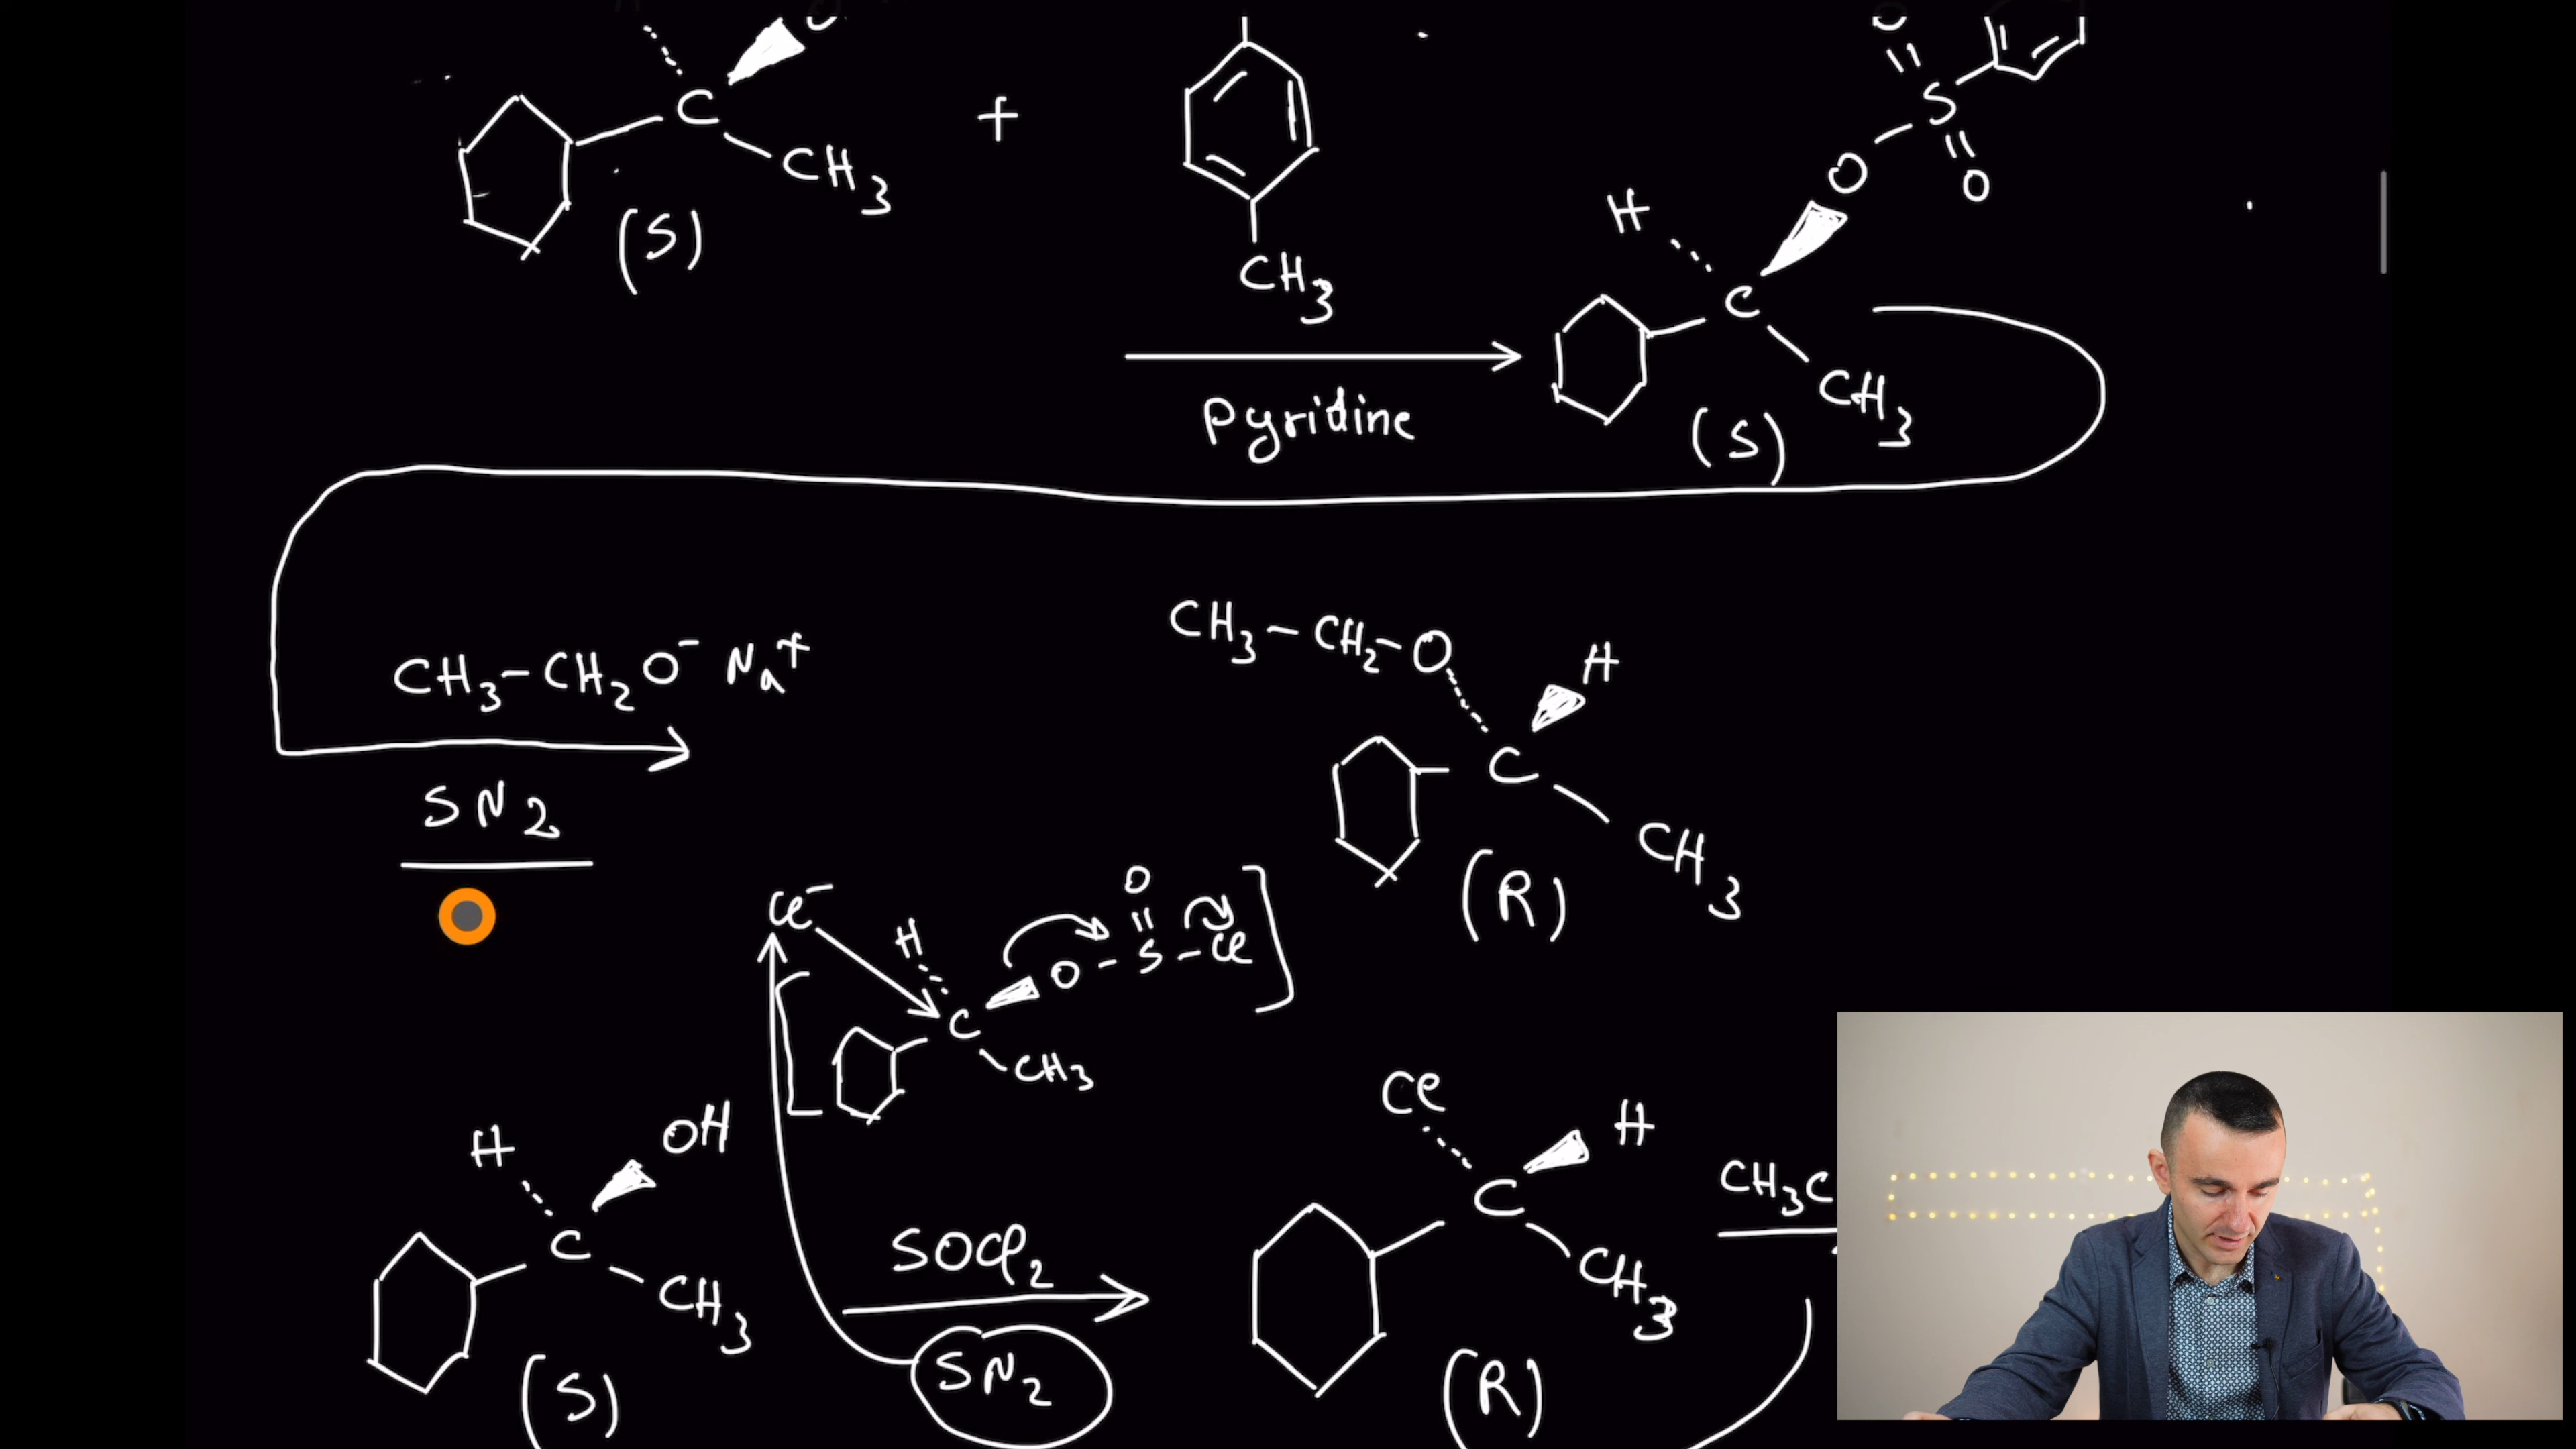 C
CH3
(S)
+
CH3
Pyridine
O
S
O
O
H
C
CH3
(S)
CH3-CH2O- Na+
SN2
CH3-CH2-O
H
C
CH3
(R)
Cl-
H
C
O-S-Cl
O
CH3
H
OH
C
CH3
(S)
SOCl2
SN2
Cl
H
C
CH3
(R)
CH3C